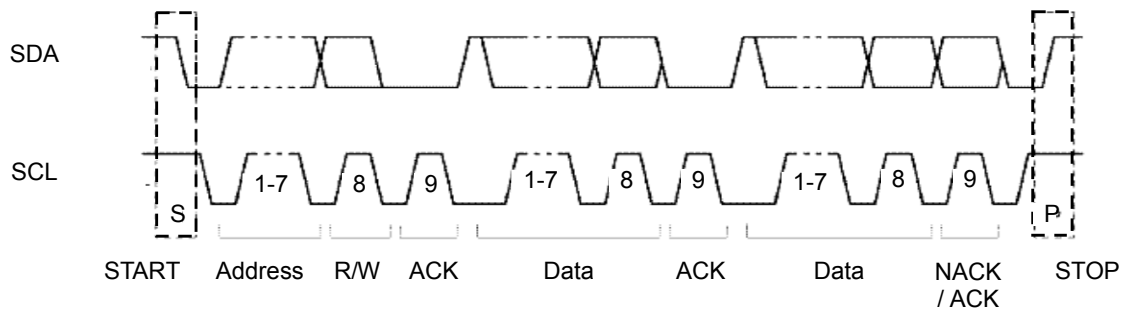 SDA
SCL
1-7 8 9 1-7 8 9 1-7 8 9
S P
START Address R/W ACK Data ACK Data NACK / ACK STOP